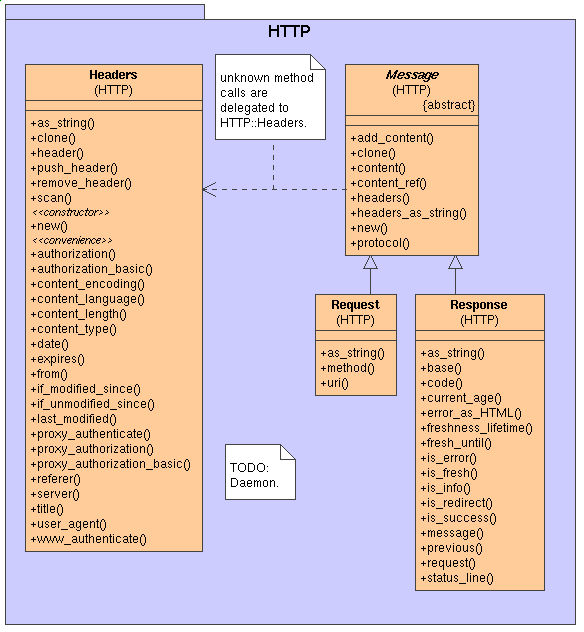 HTTP
Headers
(HTTP)
+as_string()
+clone()
+header()
+push_header()
+remove_header()
+scan()
<<constructor>>
+new()
<<convenience>>
+authorization()
+authorization_basic()
+content_encoding()
+content_language()
+content_length()
+content_type()
+date()
+expires()
+from()
+if_modified_since()
+if_unmodified_since()
+last_modified()
+proxy_authenticate()
+proxy_authorization()
+proxy_authorization_basic()
+referer()
+server()
+title()
+user_agent()
+www_authenticate()
unknown method
calls are
delegated to
HTTP::Headers.
Message
(HTTP)
{abstract}
+add_content()
+clone()
+content()
+content_ref()
+headers()
+headers_as_string()
+new()
+protocol()
Request
(HTTP)
+as_string()
+method()
+uri()
Response
(HTTP)
+as_string()
+base()
+code()
+current_age()
+error_as_HTML()
+freshness_lifetime()
+fresh_until()
+is_error()
+is_fresh()
+is_info()
+is_redirect()
+is_success()
+message()
+previous()
+request()
+status_line()
TODO:
Daemon.